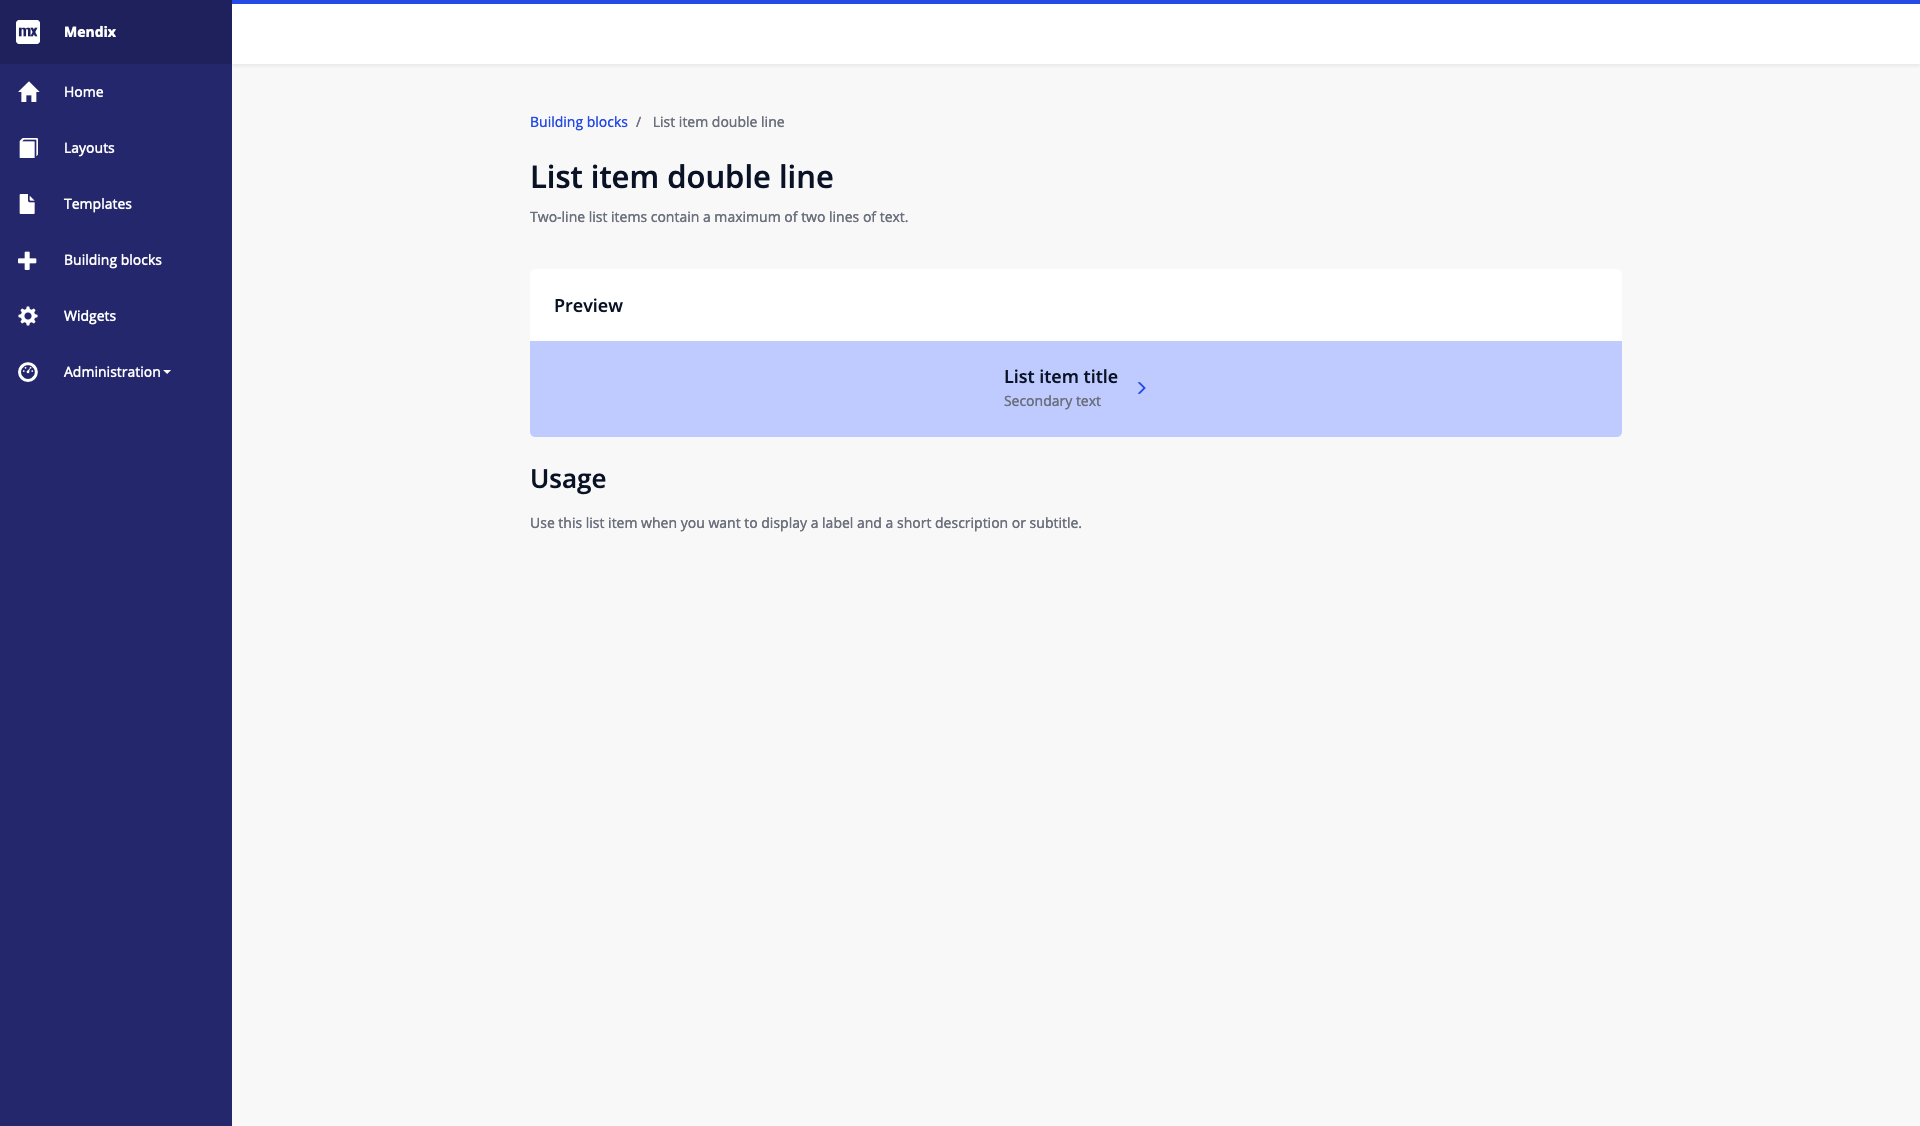 mx Mendix
Home
Layouts
Templates
Building blocks
Widgets
Administration
Building blocks / List item double line
List item double line
Two-line list items contain a maximum of two lines of text.
Preview
List item title
Secondary text
Usage
Use this list item when you want to display a label and a short description or subtitle.